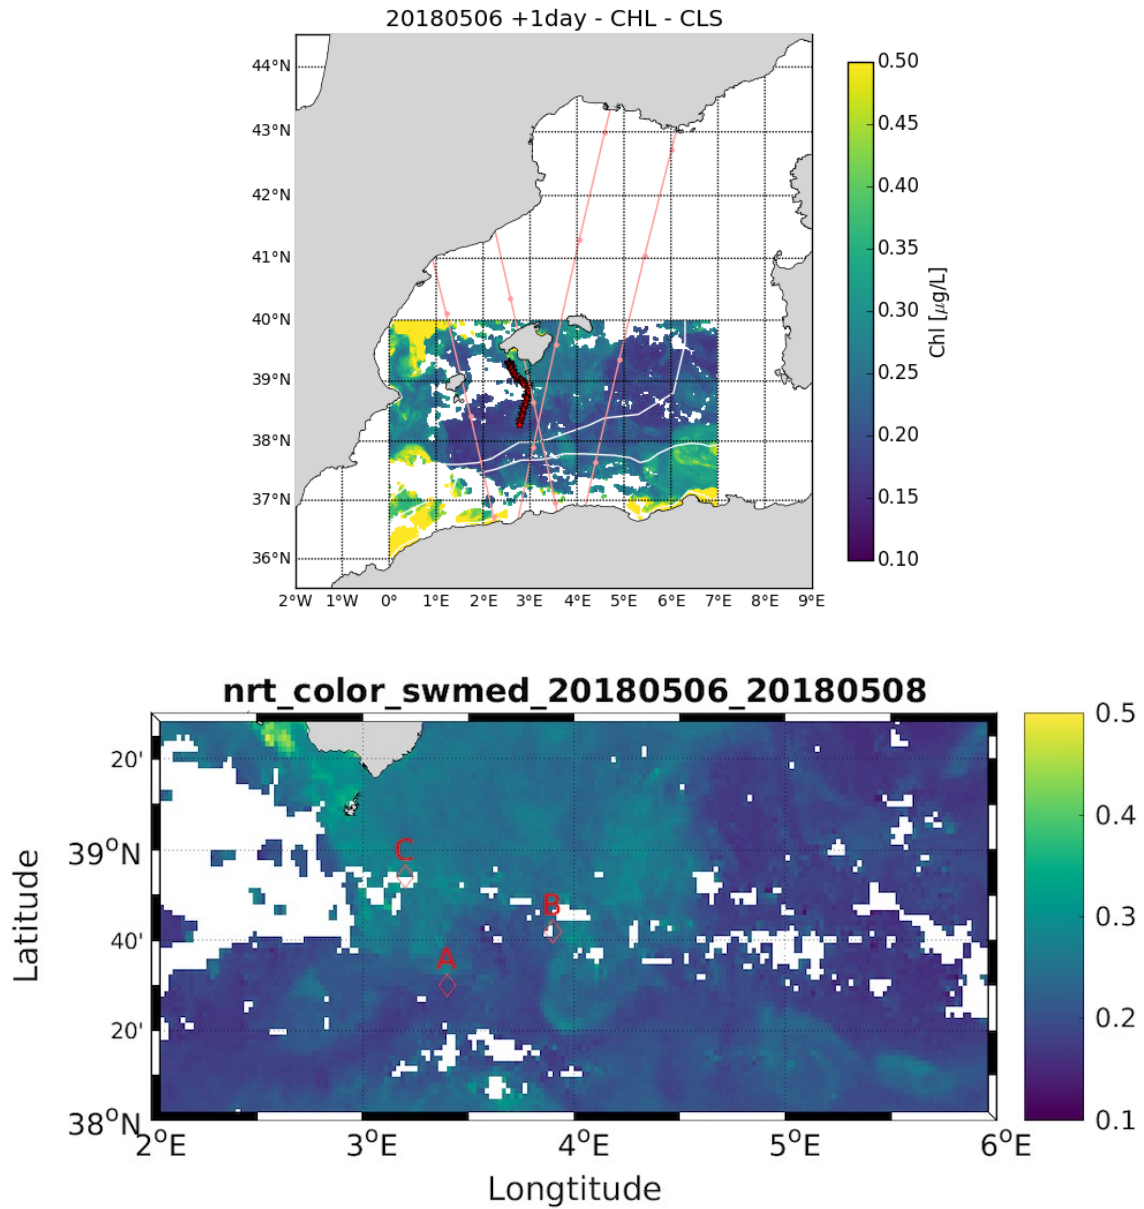 20180506 +1day - CHL - CLS
44°N
43°N
42°N
41°N
40°N
39°N
38°N
37°N
36°N
2°W 1°W 0° 1°E 2°E 3°E 4°E 5°E 6°E 7°E 8°E 9°E
0.50
0.45
0.40
0.35
0.30
0.25
0.20
0.15
0.10
Chl [μg/L]
nrt_color_swmed_20180506_20180508
20'
39°N
40'
20'
38°N
Latitude
C
B
A
2°E 3°E 4°E 5°E 6°E
Longtitude
0.5
0.4
0.3
0.2
0.1